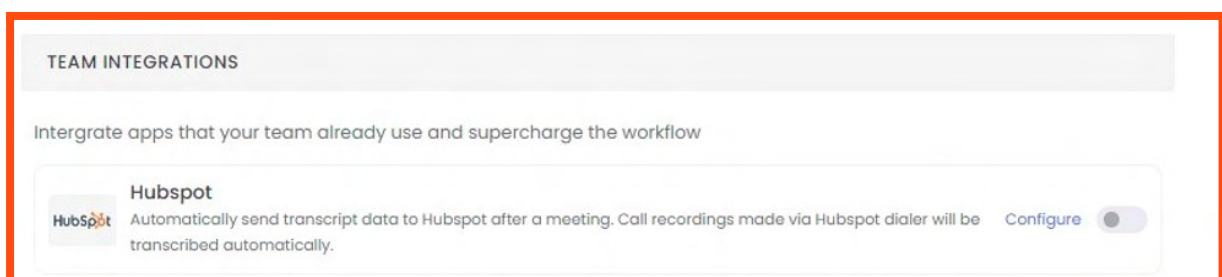 TEAM INTEGRATIONS
Intergrate apps that your team already use and supercharge the workflow
Hubspot
HubSpot
Automatically send transcript data to Hubspot after a meeting. Call recordings made via Hubspot dialer will be
Configure
transcribed automatically.